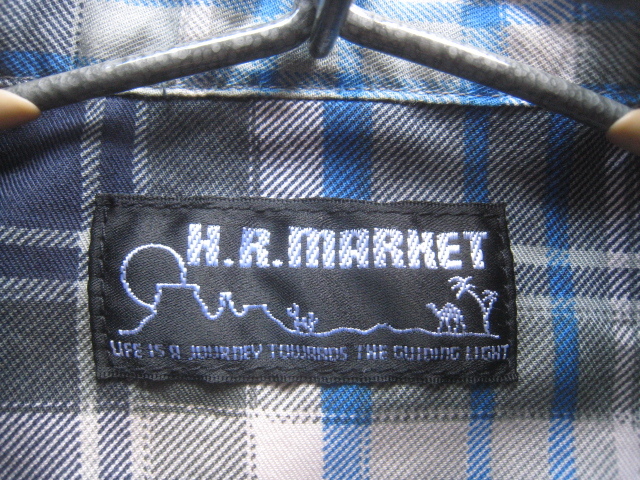 H.R.MARKET
LIFE IS A JOURNEY TOWARDS THE GUIDING LIGHT